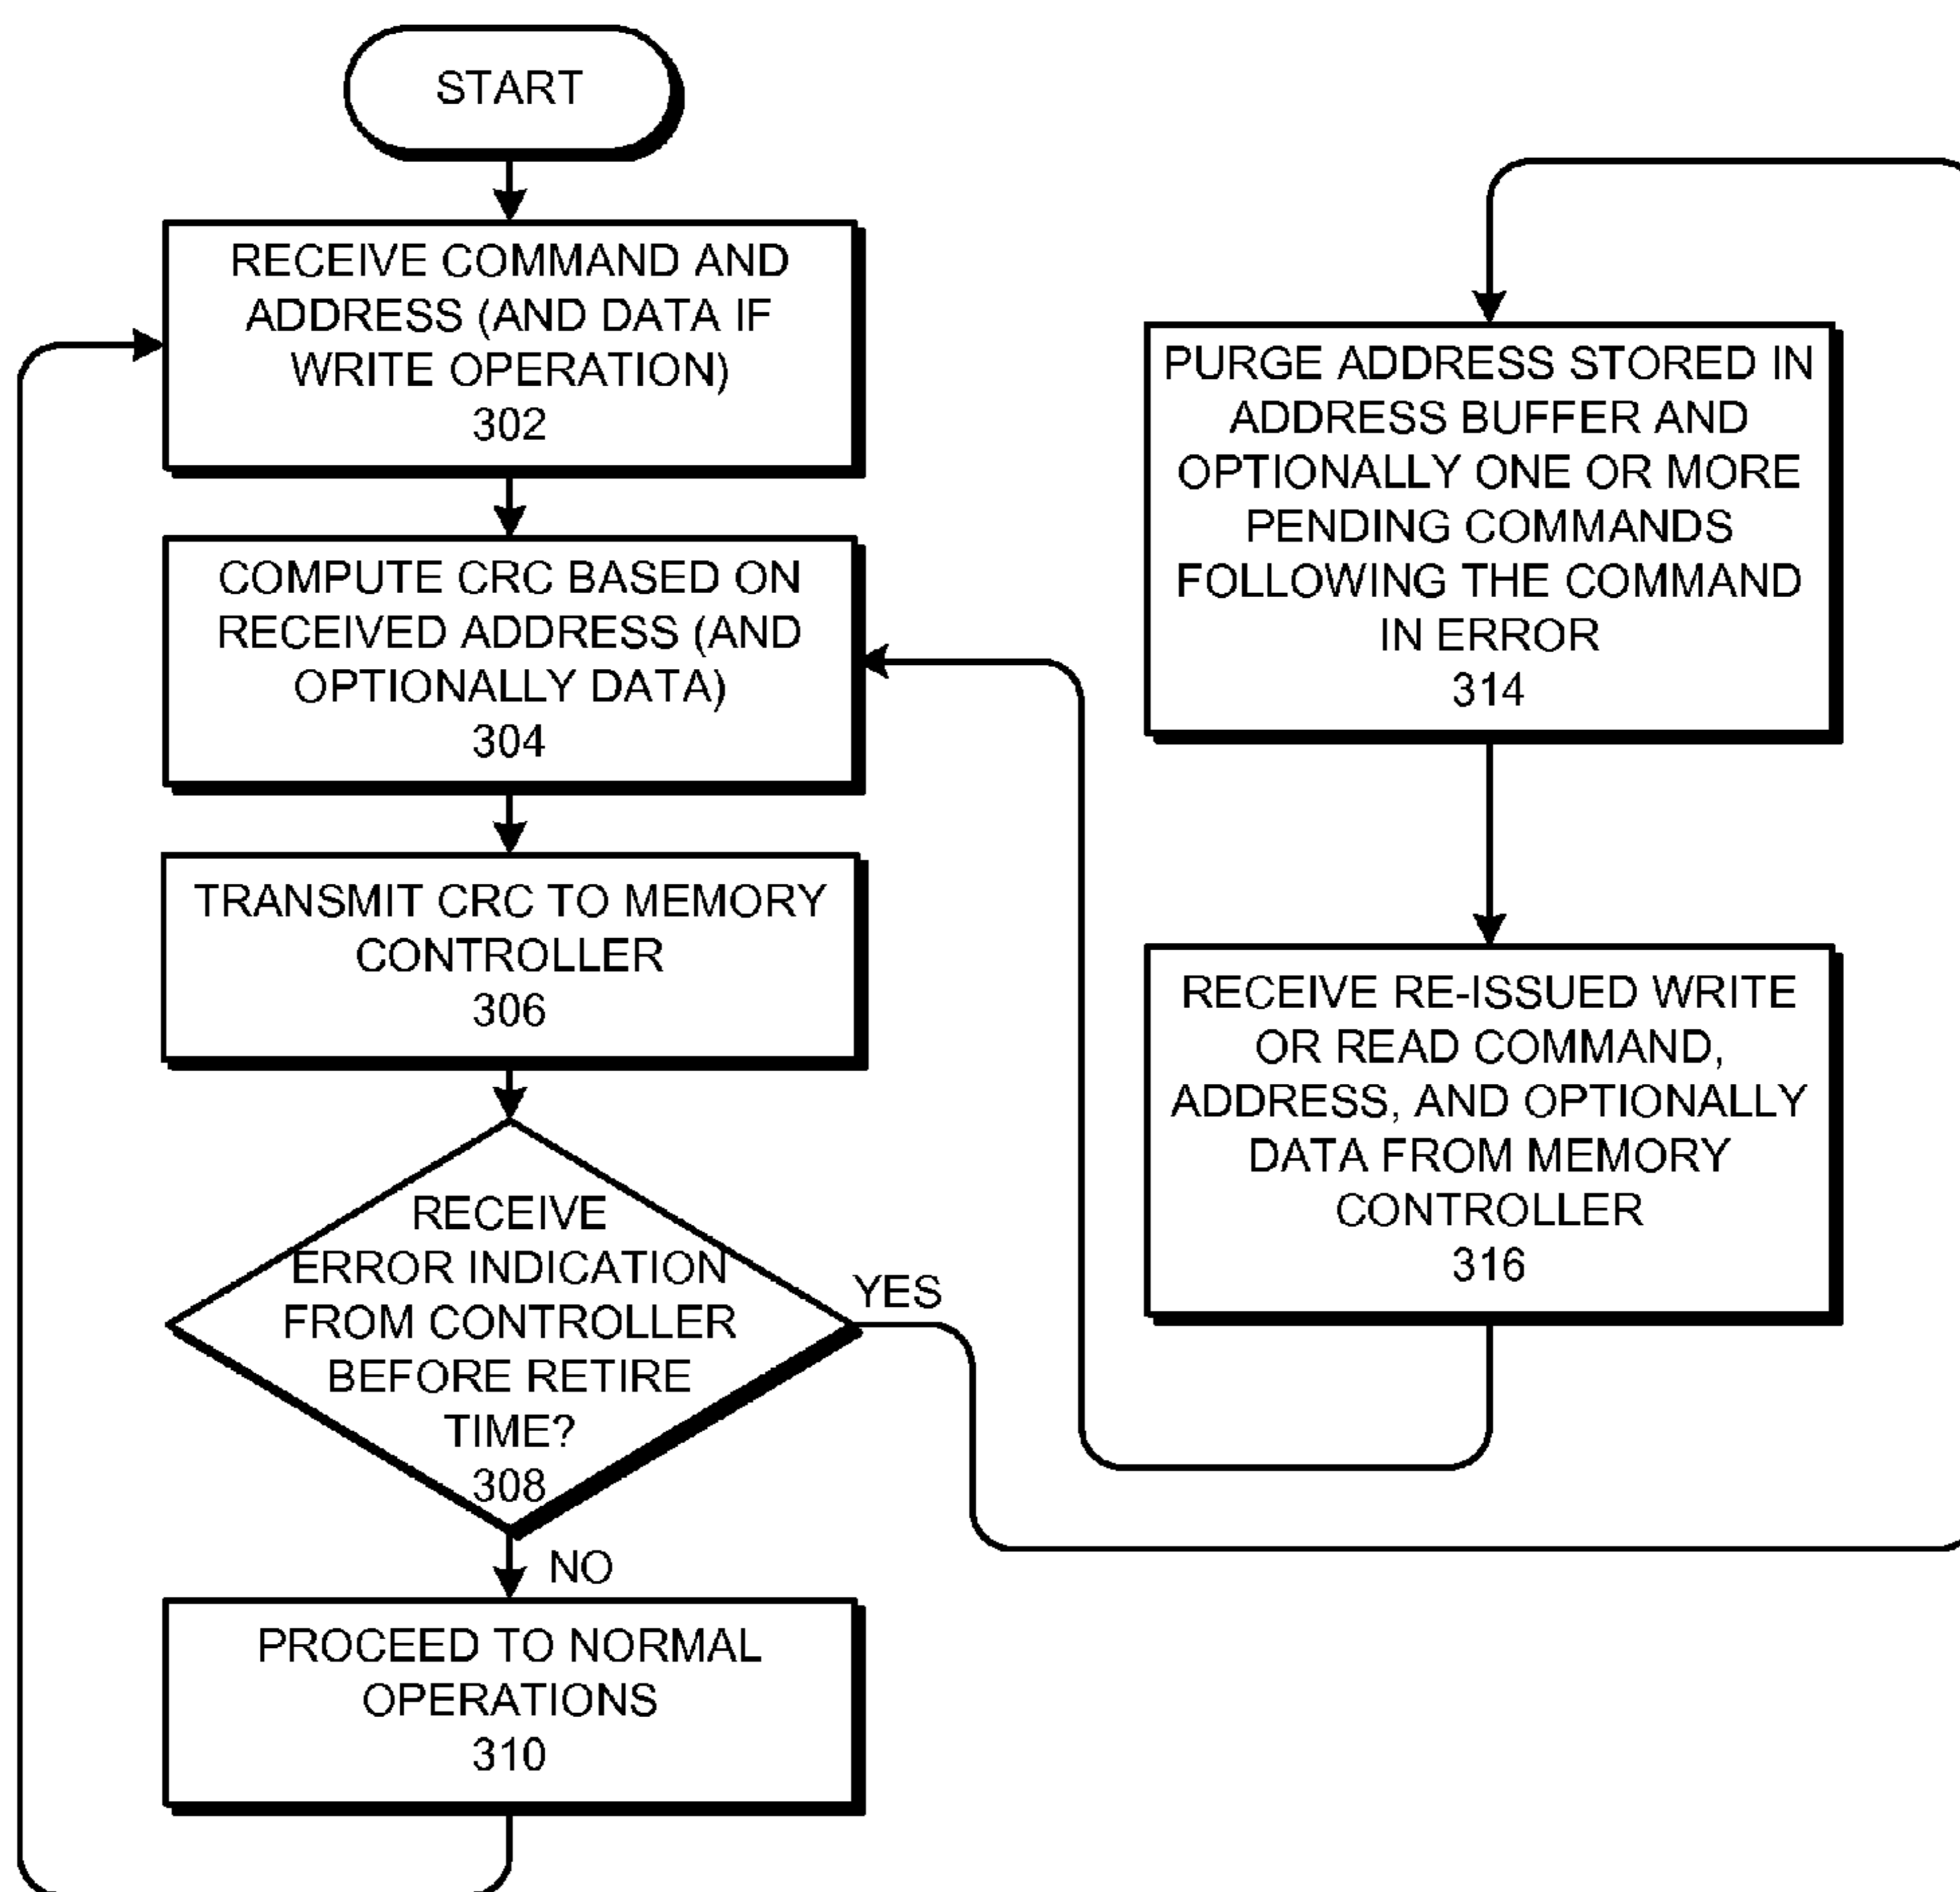 START
RECEIVE COMMAND AND
ADDRESS (AND DATA IF
WRITE OPERATION)
302
COMPUTE CRC BASED ON
RECEIVED ADDRESS (AND
OPTIONALLY DATA)
304
TRANSMIT CRC TO MEMORY
CONTROLLER
306
RECEIVE
ERROR INDICATION
FROM CONTROLLER
BEFORE RETIRE
TIME?
308
YES
NO
PROCEED TO NORMAL
OPERATIONS
310
PURGE ADDRESS STORED IN
ADDRESS BUFFER AND
OPTIONALLY ONE OR MORE
PENDING COMMANDS
FOLLOWING THE COMMAND
IN ERROR
314
RECEIVE RE-ISSUED WRITE
OR READ COMMAND,
ADDRESS, AND OPTIONALLY
DATA FROM MEMORY
CONTROLLER
316